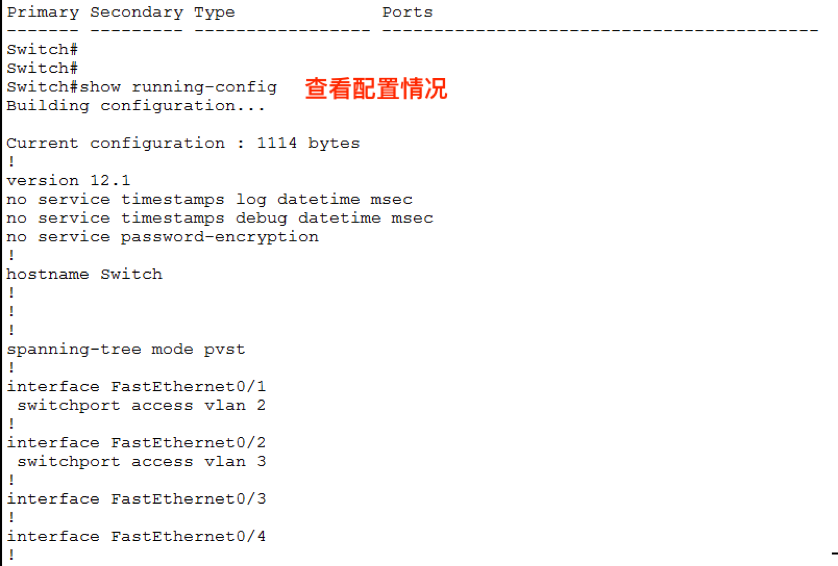 Primary Secondary Type              Ports
------- --------- ----------------- ------------------------------------------
Switch#
Switch#
Switch#show running-config 查看配置情况
Building configuration...
Current configuration : 1114 bytes
!
version 12.1
no service timestamps log datetime msec
no service timestamps debug datetime msec
no service password-encryption
!
hostname Switch
!
!
!
spanning-tree mode pvst
!
interface FastEthernet0/1
 switchport access vlan 2
!
interface FastEthernet0/2
 switchport access vlan 3
!
interface FastEthernet0/3
!
interface FastEthernet0/4
!